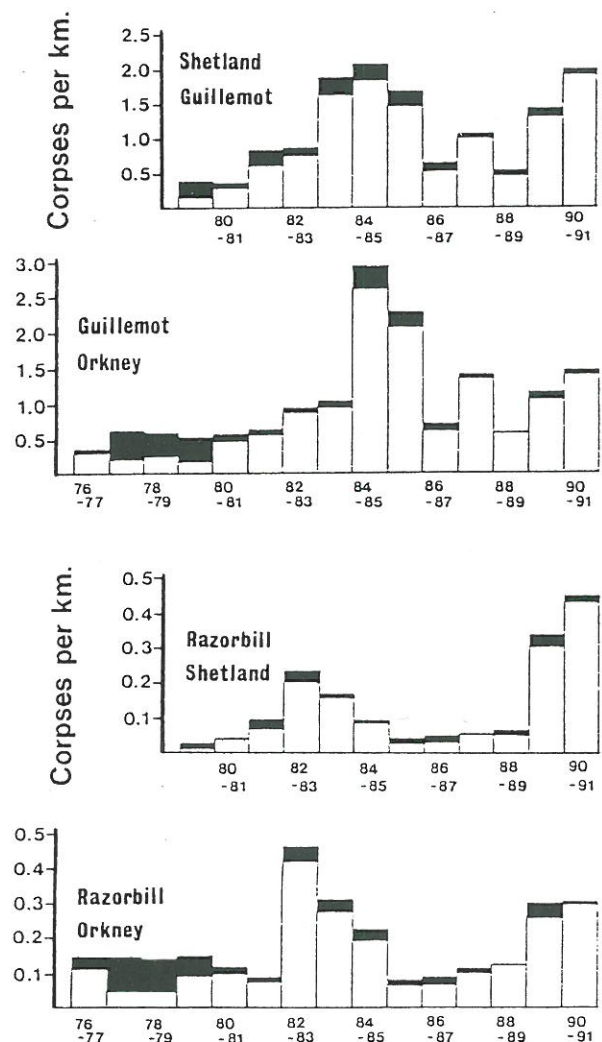 Corpses per km.
Shetland
Guillemot
2.5
2.0
1.5
1.0
0.5
80 82 84 86 88 90
-81 -83 -85 -87 -89 -91
3.0
2.5
2.0
1.5
1.0
0.5
Guillemot
Orkney
76 78 80 82 84 86 88 90
-77 -79 -81 -83 -85 -87 -89 -91
Corpses per km.
0.5
0.4
0.3
0.2
0.1
Razorbill
Shetland
80 82 84 86 88 90
-81 -83 -85 -87 -89 -91
0.5
0.4
0.3
0.2
0.1
Razorbill
Orkney
76 78 80 82 84 86 88 90
-77 -79 -81 -83 -85 -87 -89 -91